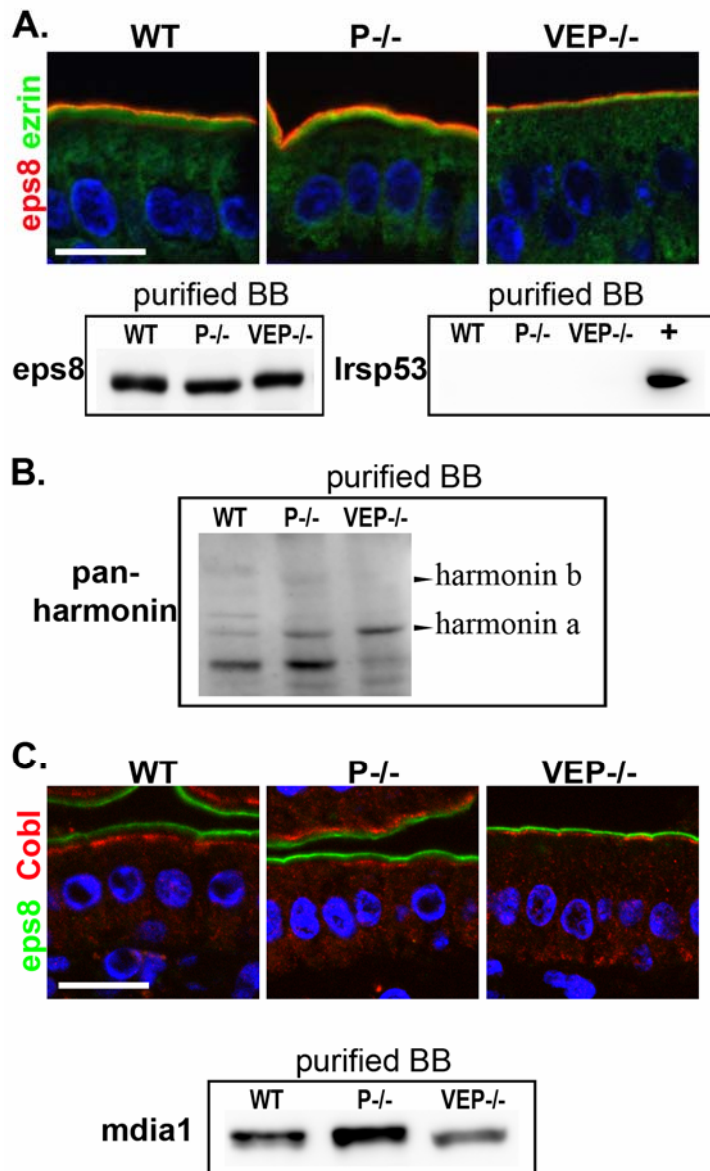 A.
WT P-/- VEP-/-
eps8 ezrin
purified BB purified BB
WT P-/- VEP-/- WT P-/- VEP-/- +
eps8 Irsp53
B.
purified BB
WT P-/- VEP-/-
pan-
harmonin
harmonin b
harmonin a
C.
WT P-/- VEP-/-
eps8 Cobl
purified BB
WT P-/- VEP-/-
mdia1